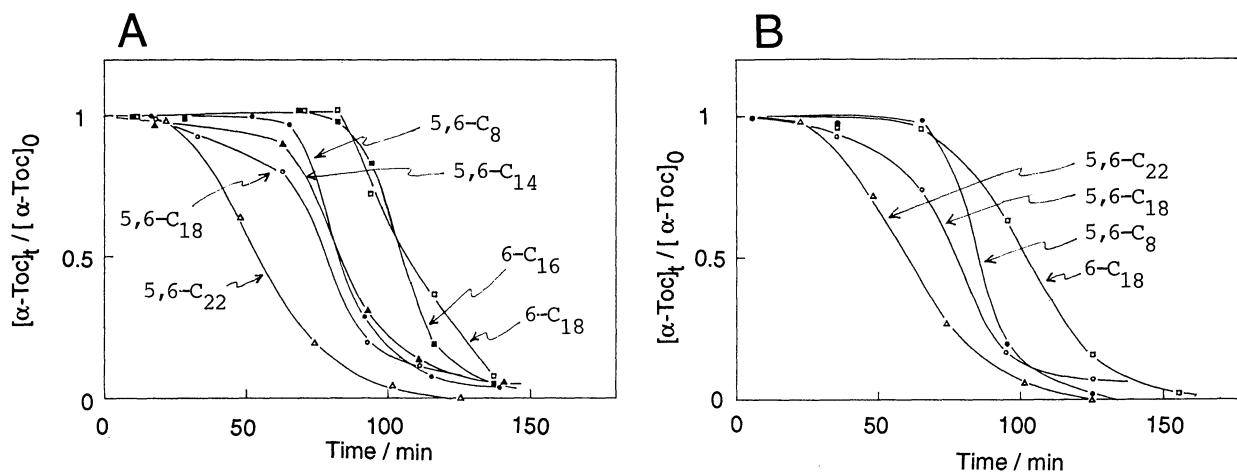 A
[α-Toc]t / [α-Toc]0
1
0.5
0
5,6-C8
5,6-C14
5,6-C18
5,6-C22
6-C16
6-C18
0
50
100
150
Time / min
B
[α-Toc]t / [α-Toc]0
1
0.5
0
5,6-C22
5,6-C18
5,6-C8
6-C18
0
50
100
150
Time / min